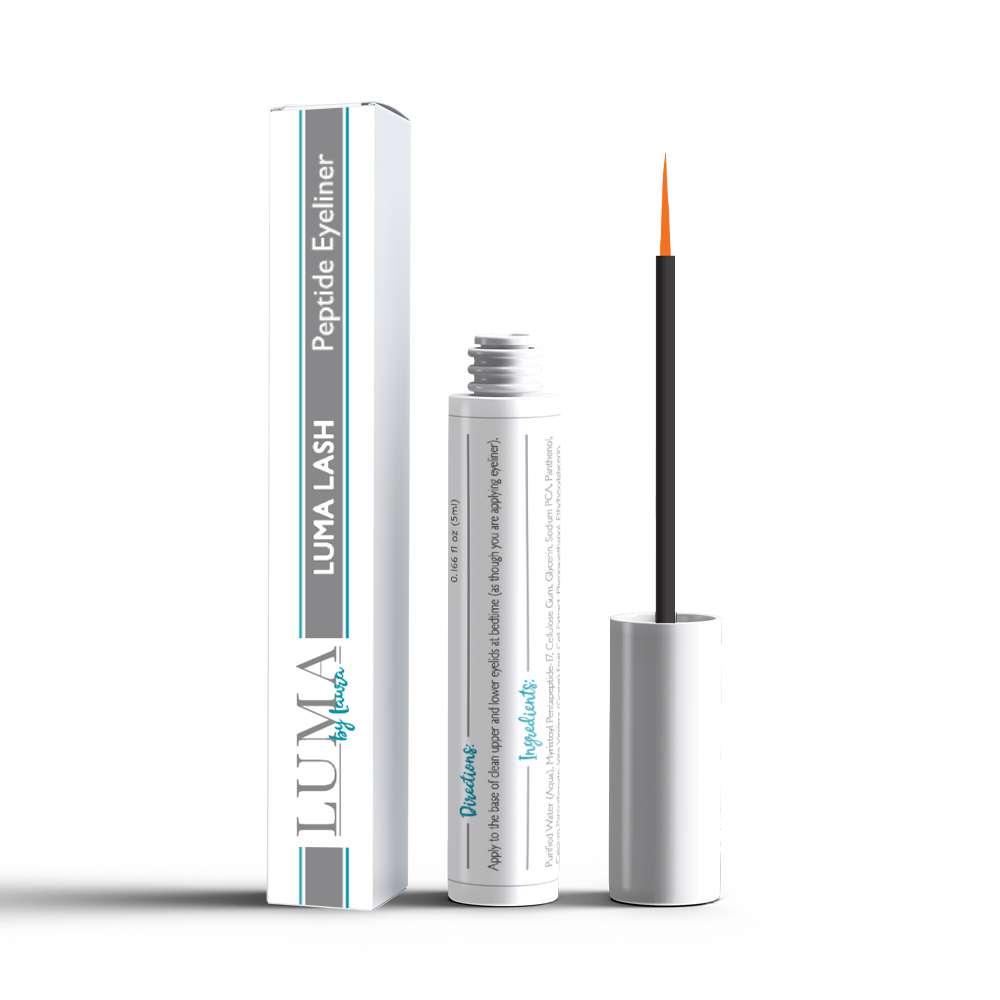 LUMA
by Laura
LUMA LASH
Peptide Eyeliner
0.166 fl oz (5ml)
Directions:
Apply to the base of clean upper and lower eyelids at bedtime (as though you are applying eyeliner).
Ingredients:
Purified Water (Aqua), Myristoyl Pentapeptide-17, Cellulose Gum, Glycerin, Sodium PCA, Panthenol,